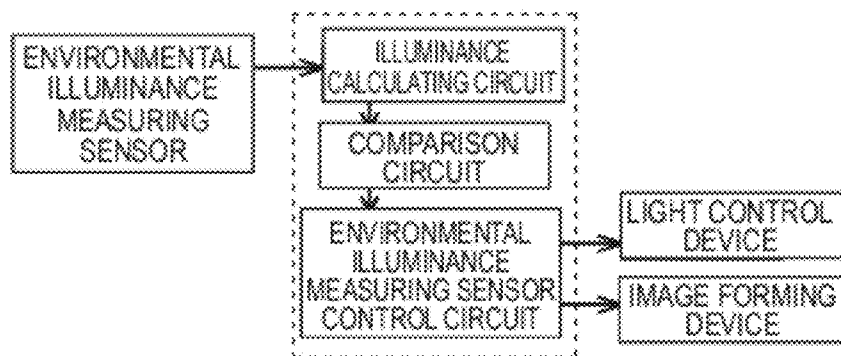 ENVIRONMENTAL
ILLUMINANCE
MEASURING
SENSOR
ILLUMINANCE
CALCULATING CIRCUIT
COMPARISON
CIRCUIT
ENVIRONMENTAL
ILLUMINANCE
MEASURING SENSOR
CONTROL CIRCUIT
LIGHT CONTROL
DEVICE
IMAGE FORMING
DEVICE